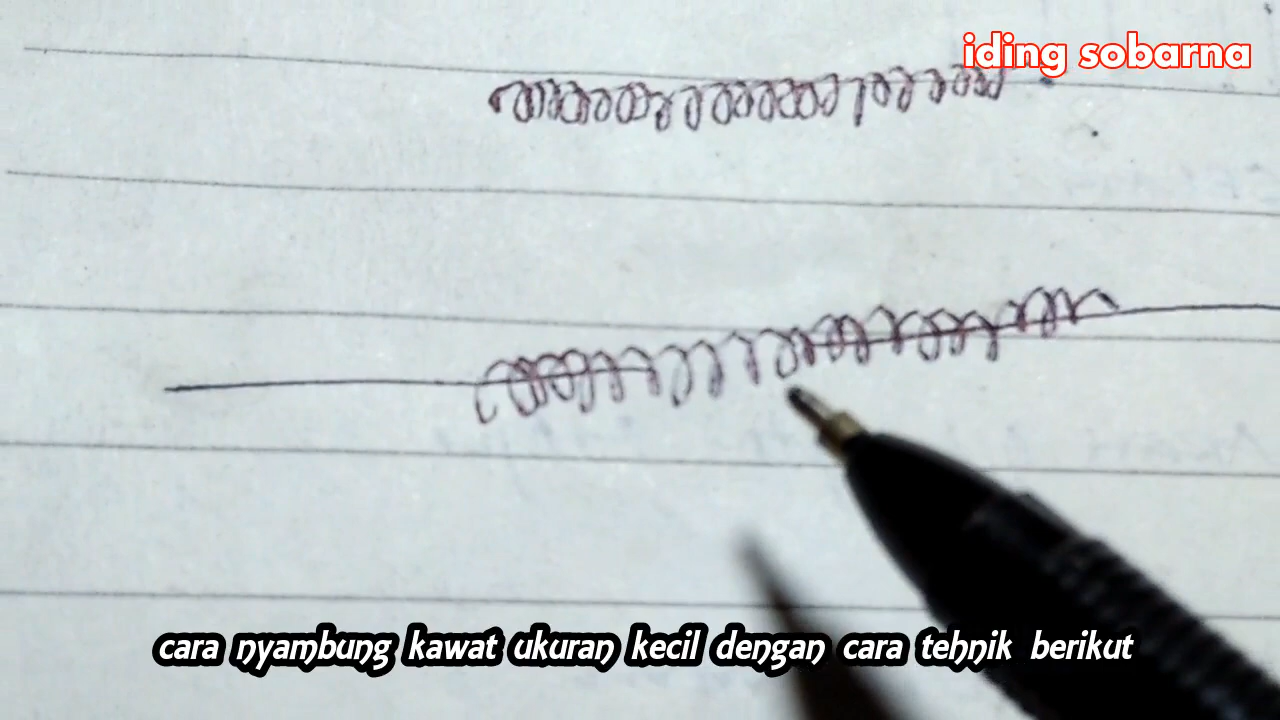 iding sobarna
cara nyambung kawat ukuran kecil dengan cara tehnik berikut